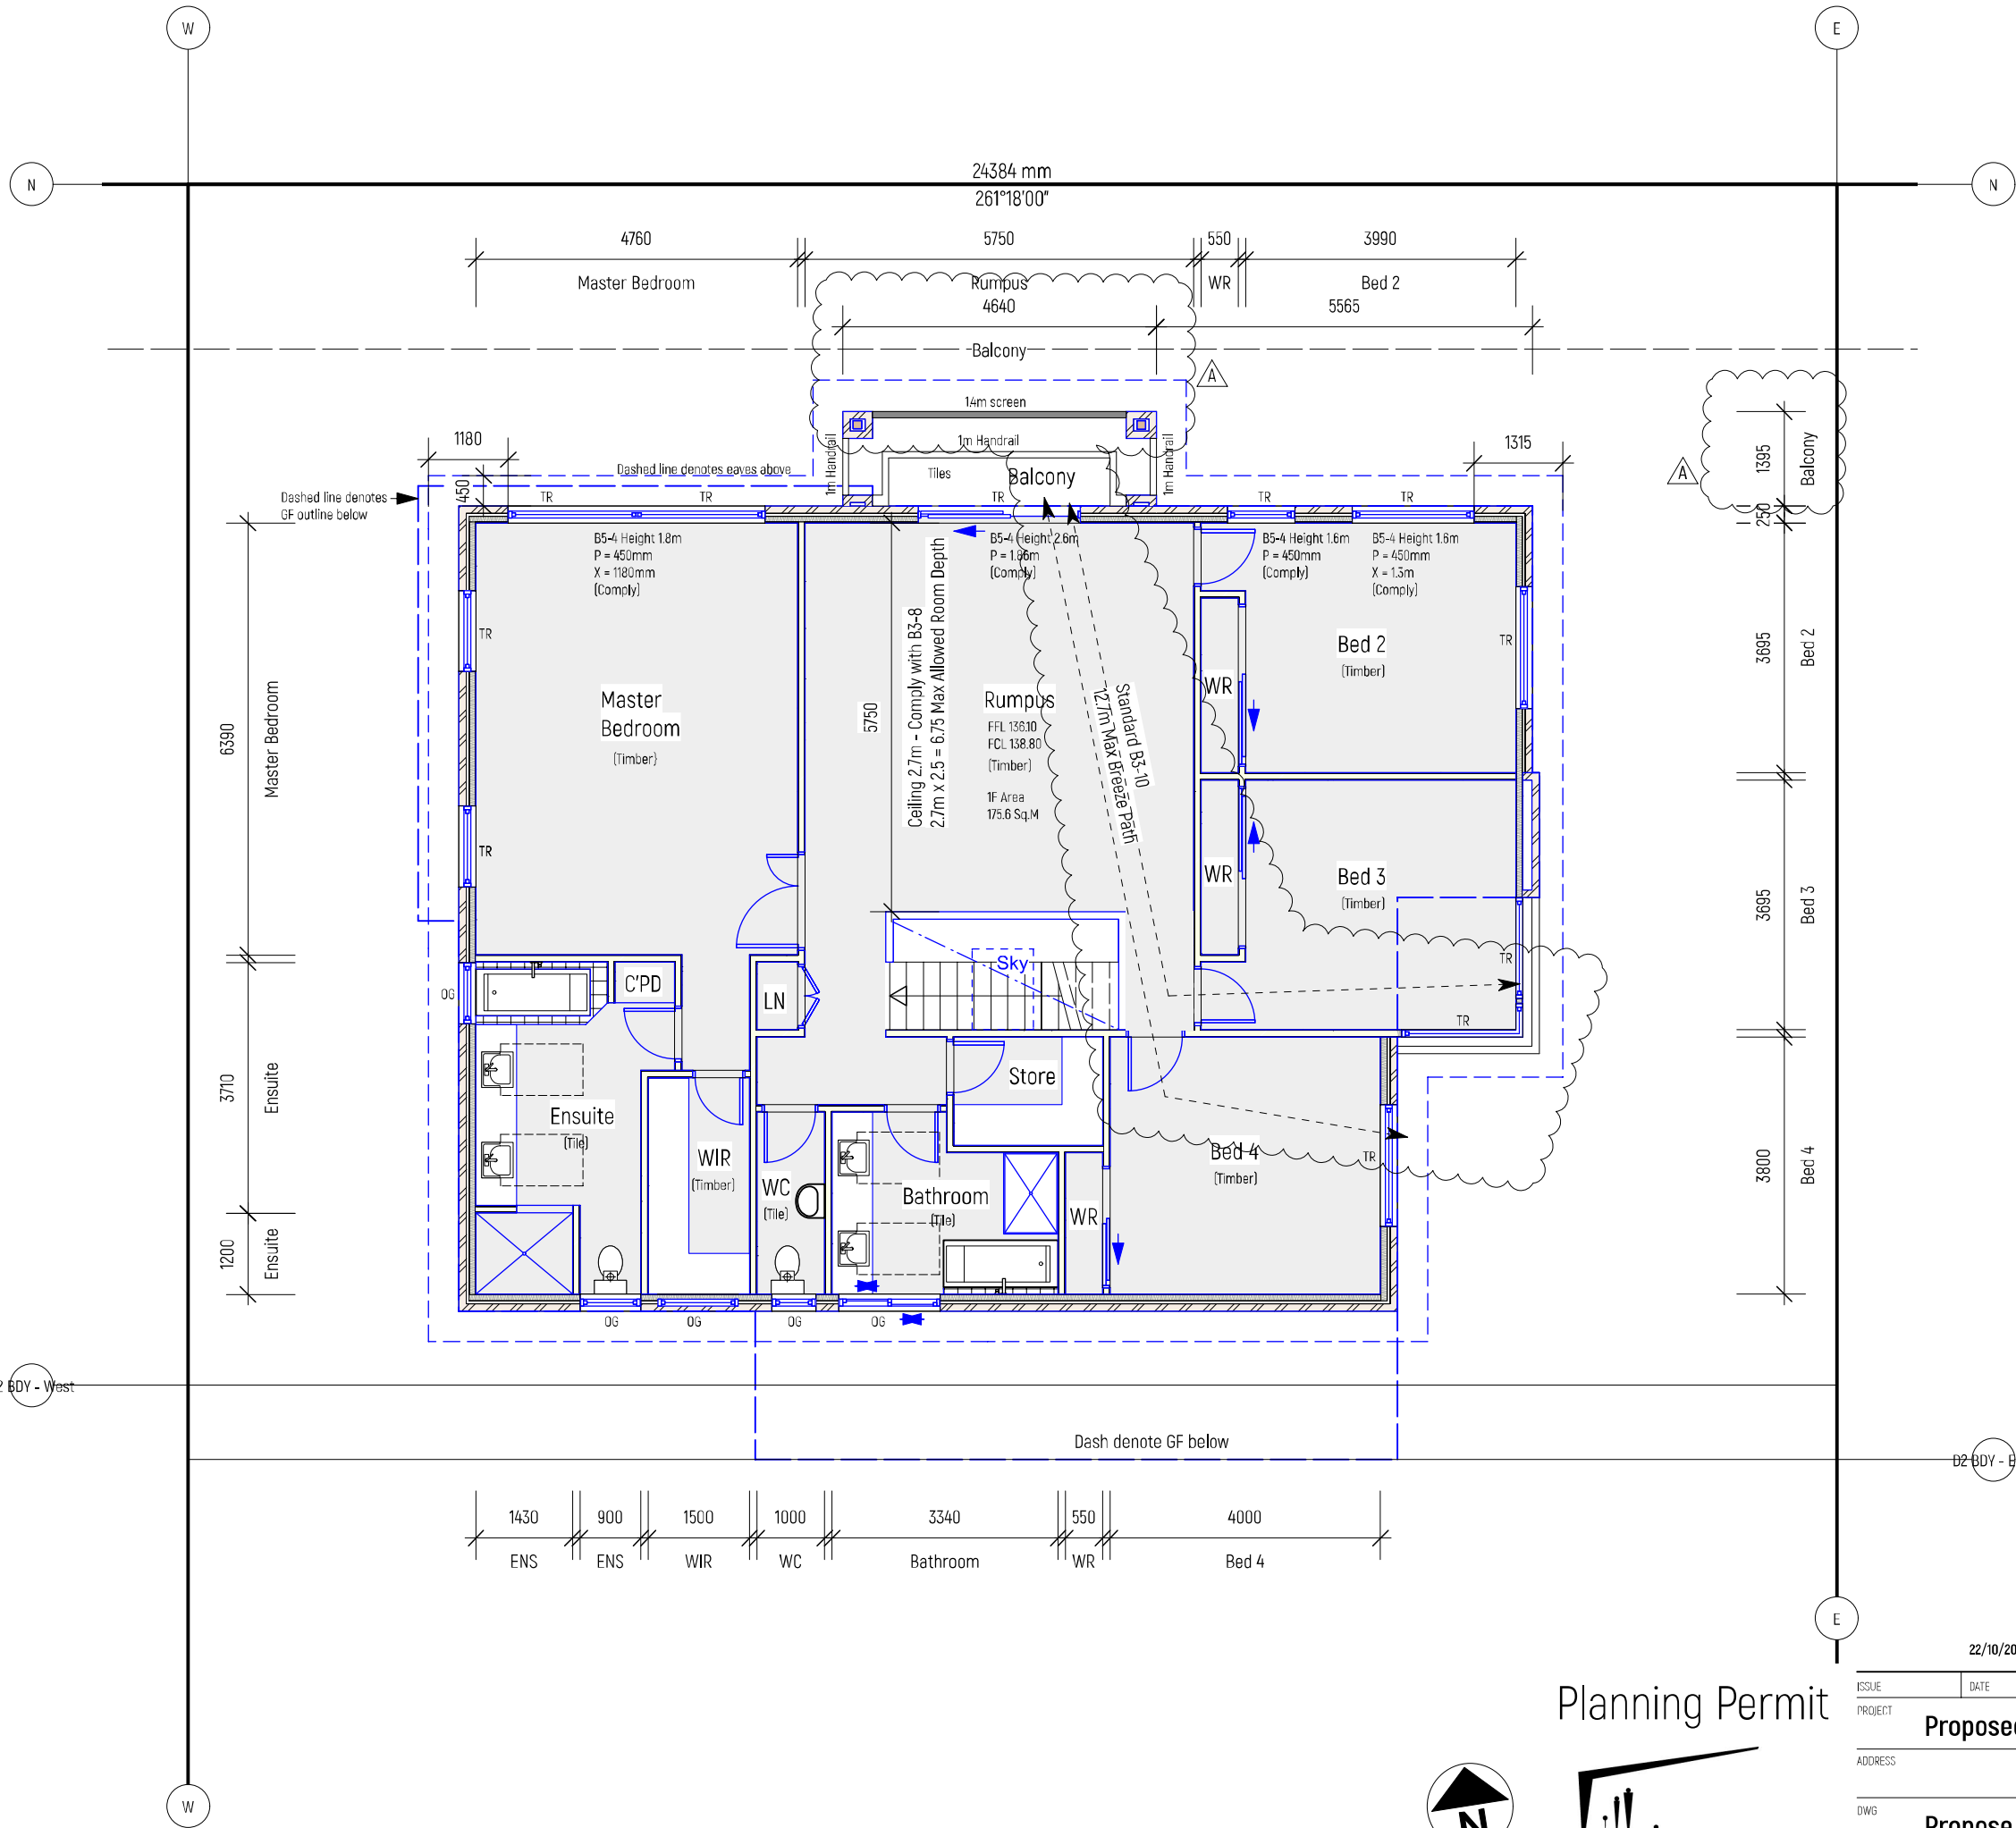 W
E
N
N
24384 mm
261°18'00"
4760
5750
550
3990
Master Bedroom
Rumpus
WR
Bed 2
4640
5565
Balcony
A
1.4m screen
1180
1m Handrail
1m Handrail
1m Handrail
1315
1395
Balcony
A
Dashed line denotes eaves above
Tiles
Balcony
450
Dashed line denotes
GF outline below
TR
TR
TR
TR
TR
250
B5-4 Height 1.8m
P = 450mm
X = 1180mm
(Comply)
B5-4 Height 2.6m
P = 1.86m
(Comply)
B5-4 Height 1.6m
P = 450mm
(Comply)
B5-4 Height 1.6m
P = 450mm
X = 1.3m
(Comply)
TR
TR
Bed 2
(Timber)
3695
Bed 2
Ceiling 2.7m - Comply with B3-8
2.7m x 2.5 = 6.75 Max Allowed Room Depth
5750
Standard B3-10
12.7m Max Breeze Path
WR
6390
Master Bedroom
Master
Bedroom
(Timber)
Rumpus
FFL 136.10
FCL 138.80
(Timber)
1F Area
175.6 Sq.M
TR
WR
Bed 3
(Timber)
3695
Bed 3
TR
Sky
OG
C'PD
LN
TR
3710
Ensuite
Ensuite
(Tile)
Store
WIR
(Timber)
WC
(Tile)
Bathroom
(Tile)
WR
Bed 4
(Timber)
TR
3800
Bed 4
1200
Ensuite
OG
OG
OG
OG
BDY - West
Dash denote GF below
D2 BDY - E
1430
900
1500
1000
3340
550
4000
ENS
ENS
WIR
WC
Bathroom
WR
Bed 4
E
22/10/20
Planning Permit
ISSUE
DATE
PROJECT
Propose
ADDRESS
DWG
Propose
W
N